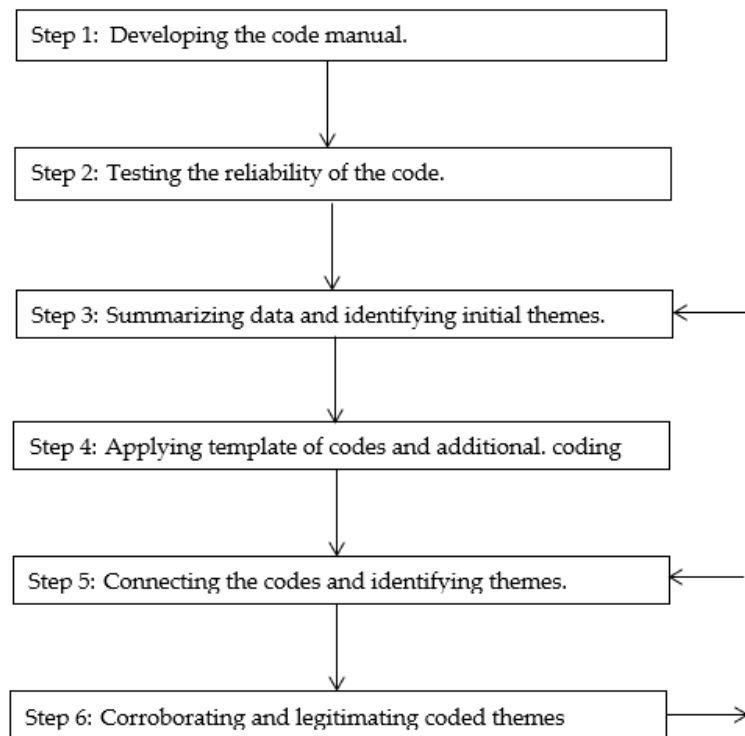 Step 1: Developing the code manual.
Step 2: Testing the reliability of the code.
Step 3: Summarizing data and identifying initial themes.
Step 4: Applying template of codes and additional. coding
Step 5: Connecting the codes and identifying themes.
Step 6: Corroborating and legitimating coded themes